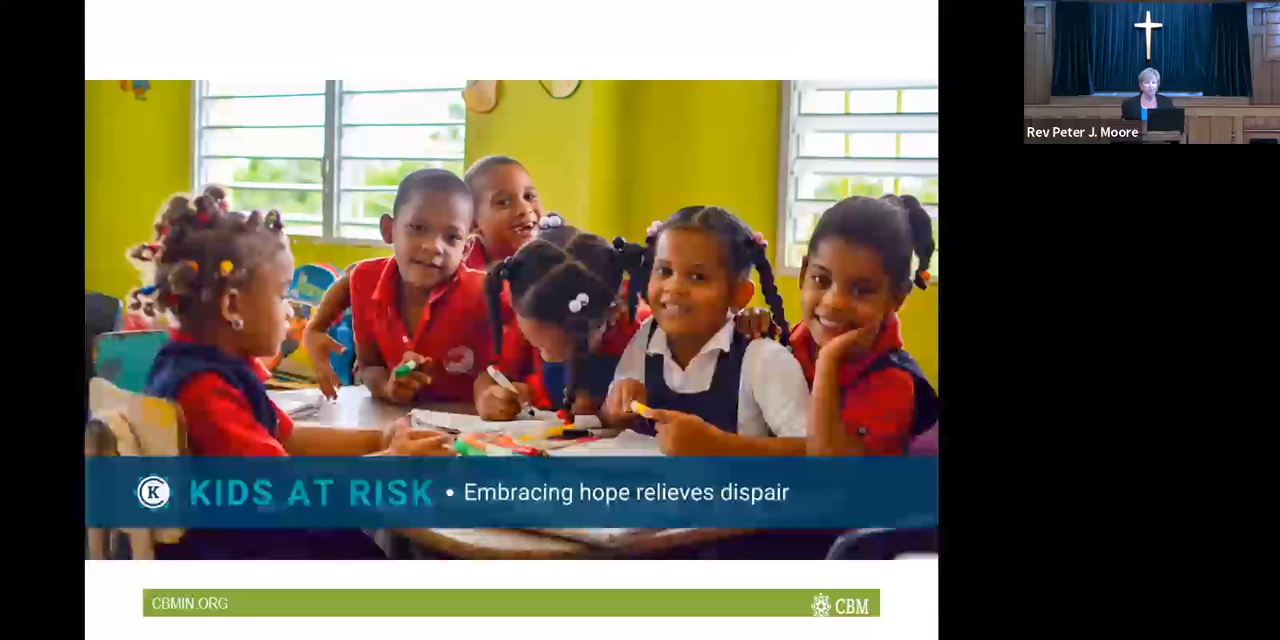 Rev Peter J. Moore
K KIDS AT RISK • Embracing hope relieves dispair
CBMIN.ORG
CBM